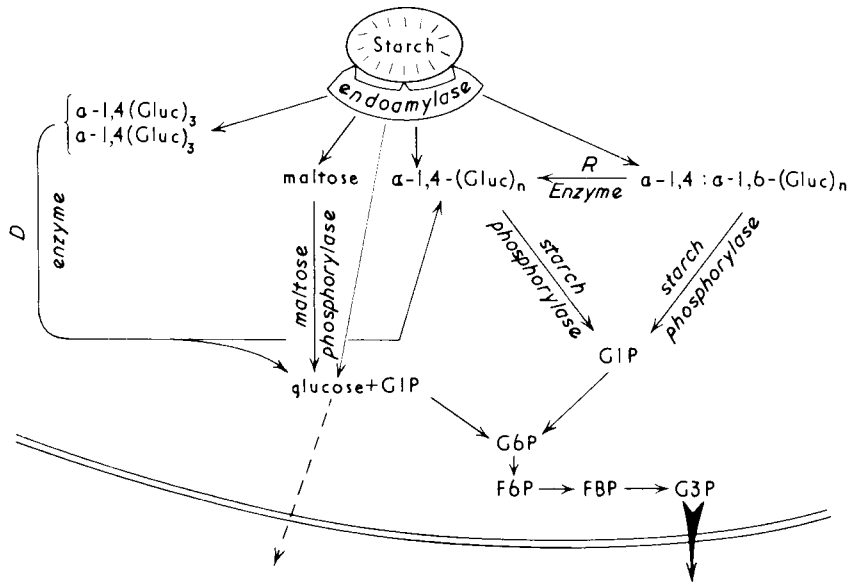 Starch
endoamylase
α-1,4(Gluc)₃
α-1,4(Gluc)₃
maltose
α-1,4-(Gluc)ₙ
R
Enzyme
α-1,4:α-1,6-(Gluc)ₙ
D
enzyme
maltose
phosphorylase
starch
phosphorylase
starch
phosphorylase
G1P
glucose+G1P
G6P
F6P
FBP
G3P